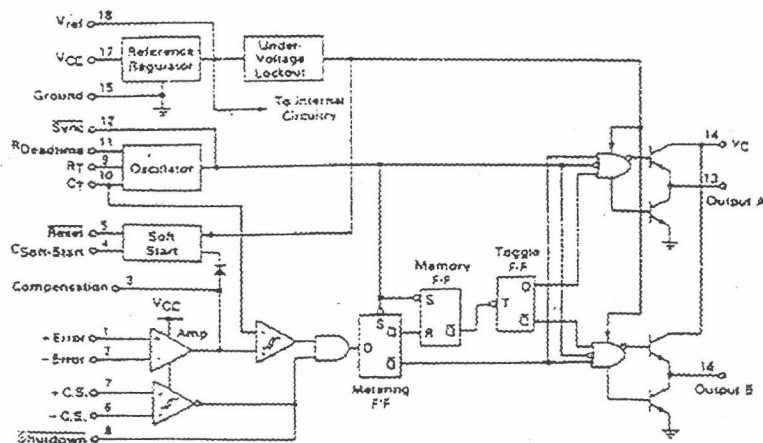 Vref 18
VCC 17
Reference
Regulator
Under-
Voltage
Lockout
Ground 15
To Internal
Circuitry
Sync 12
RDeadtime 11
RT 9
CT 10
Oscillator
14 VC
13
Output A
Reset 5
CSoft-Start 4
Soft
Start
Compensation 3
Memory
F-F
Toggle
F-F
S
R
Q
T
Q
Q
VCC
Amp
+Error 1
-Error 2
+
-
S
D
Q
Q
Metering
F-F
14
Output B
+C.S. 7
-C.S. 6
Shutdown 8